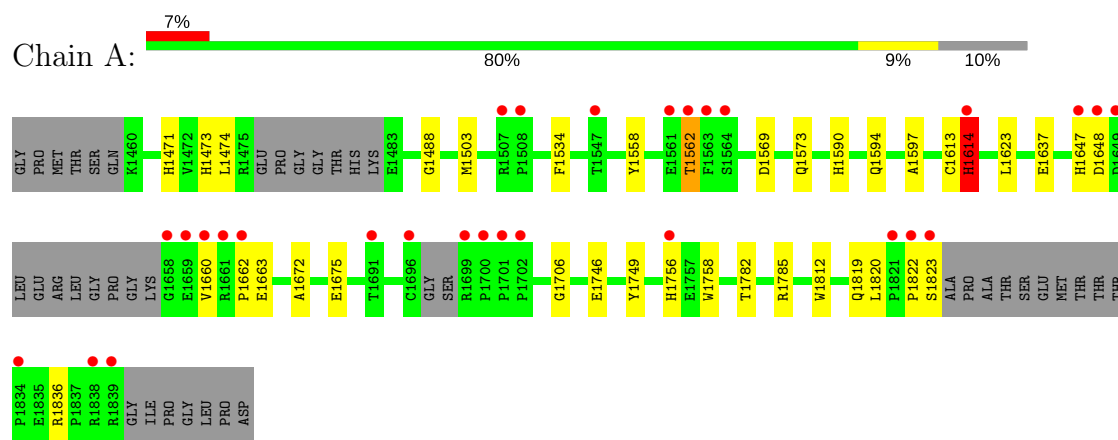 7%
Chain A:
80% 9% 10%
GLY PRO MET THR SER GLN K1460 H1471 V1472 H1473 L1474 R1475 GLU PRO GLY GLY THR HIS LYS E1483 G1488 M1503 R1507 P1508 F1534 T1547 Y1558 E1561 T1562 F1563 S1564 D1569 Q1573 H1590 Q1594 A1597 C1613 H1614 L1623 E1637 H1647 D1648 D1649
LEU GLU ARG LEU GLY PRO GLY LYS G1658 E1659 V1660 R1661 P1662 E1663 A1672 E1675 T1691 C1696 GLY SER R1699 P1700 P1701 P1702 G1706 E1746 Y1749 H1756 E1757 W1758 T1782 R1785 W1812 Q1819 L1820 P1821 P1822 S1823 ALA PRO ALA THR SER GLU MET THR THR THR
P1834 E1835 R1836 P1837 R1838 R1839 GLY ILE PRO GLY LEU PRO ASP